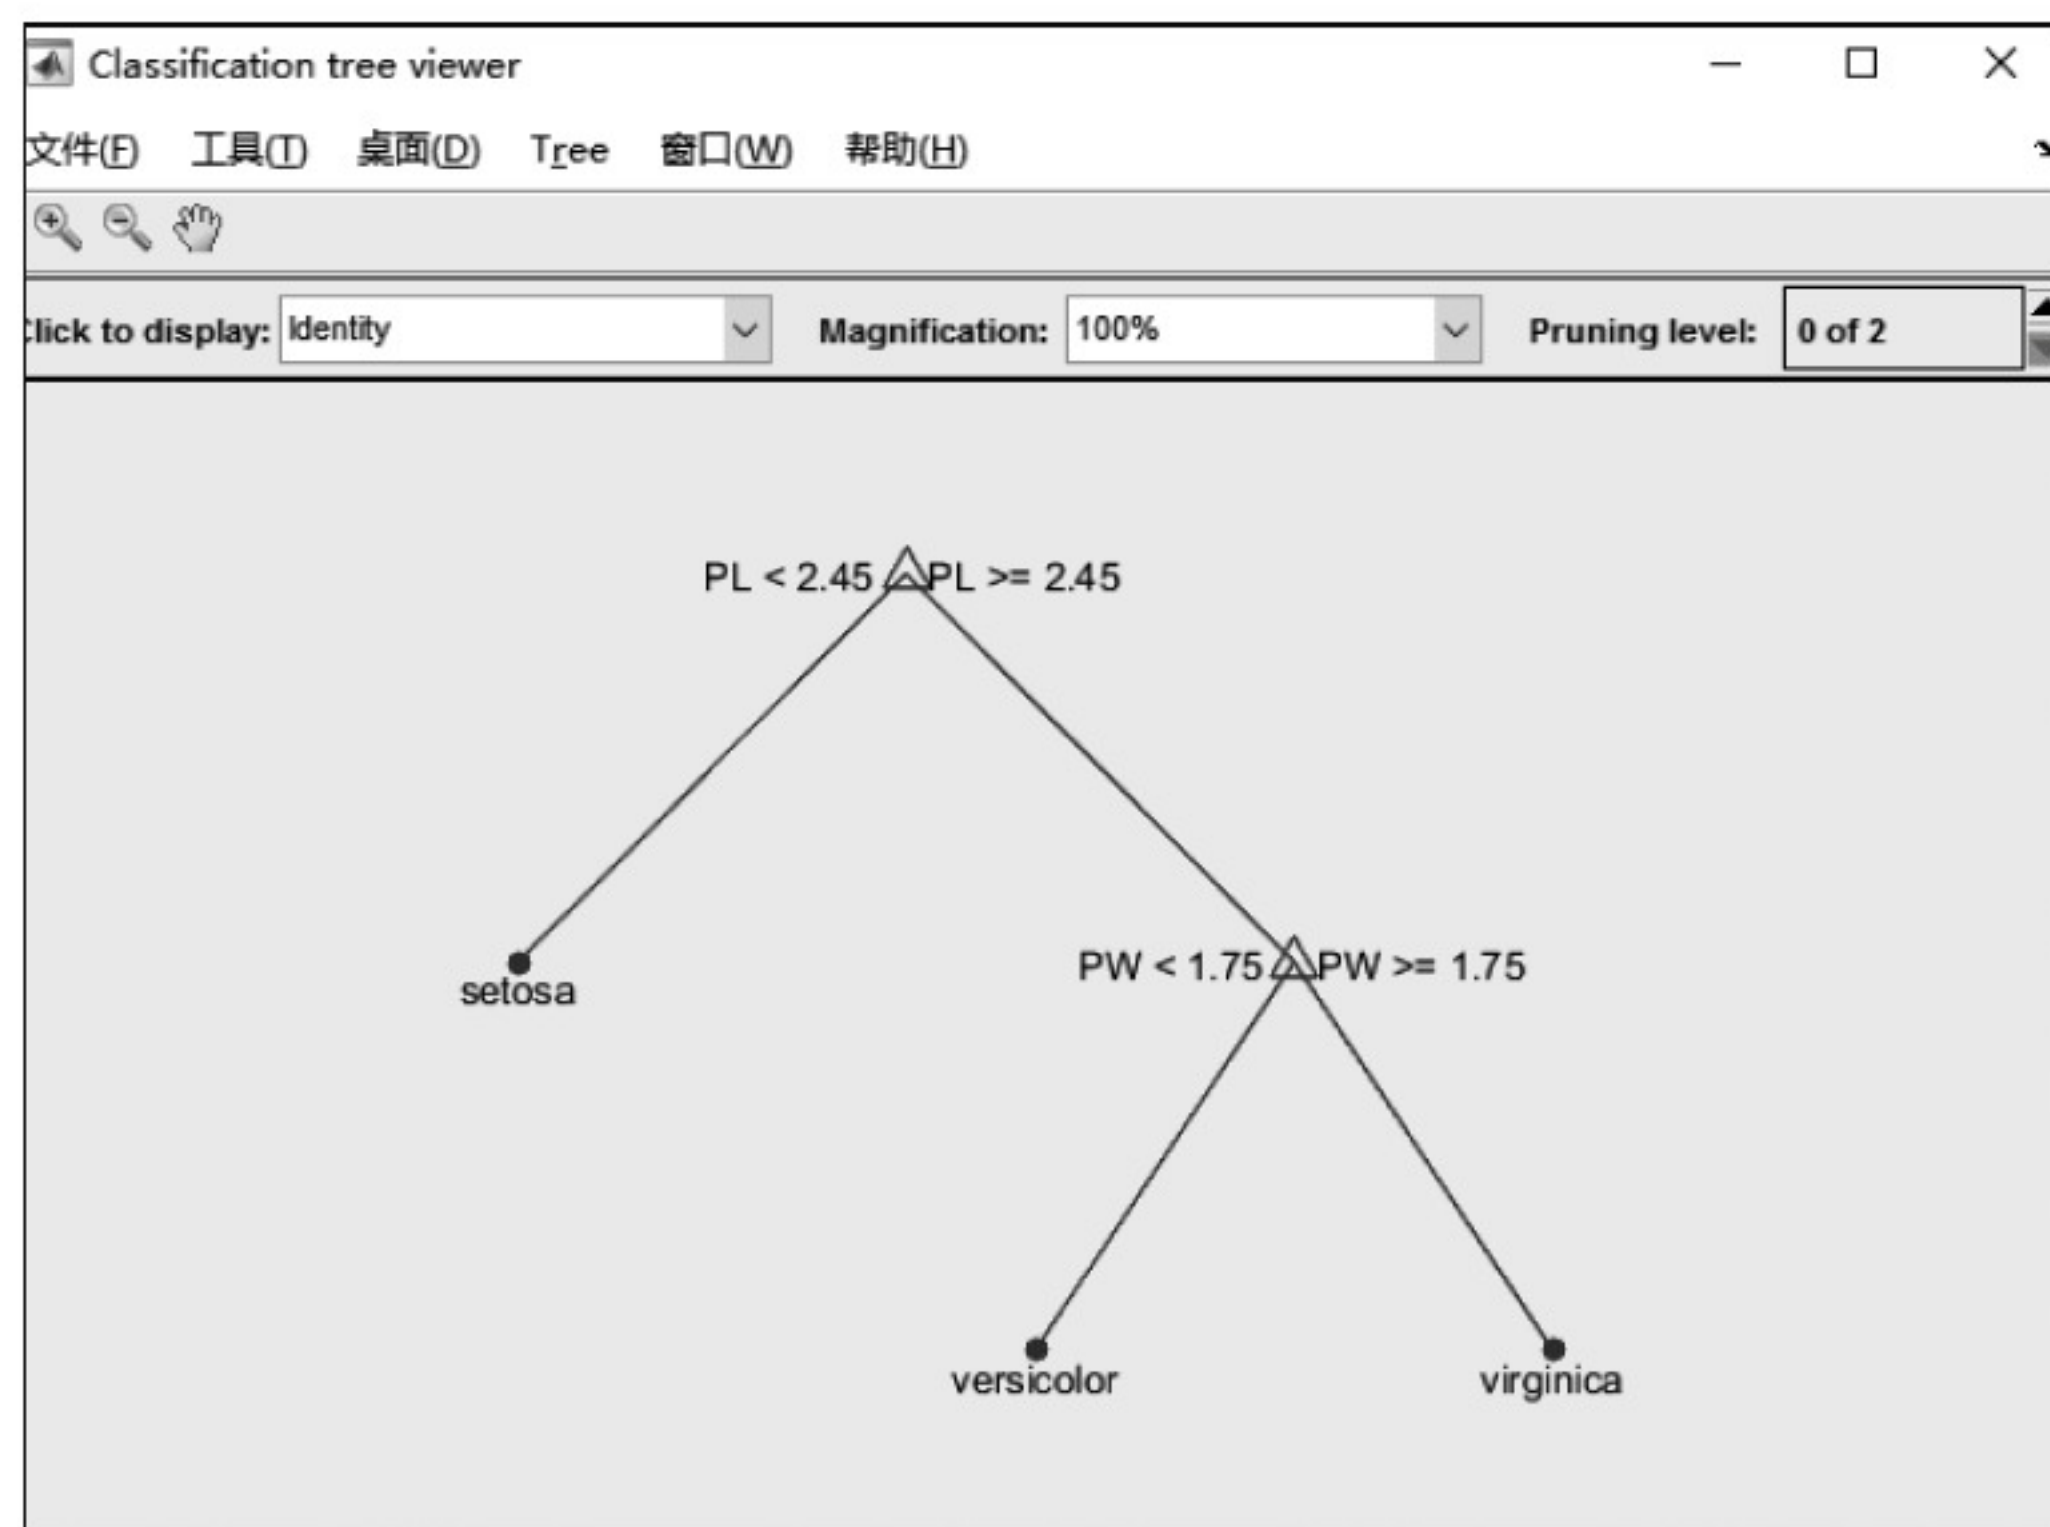 Classification tree viewer
文件(F) 工具(T) 桌面(D) Tree 窗口(W) 帮助(H)
Click to display: Identity Magnification: 100% Pruning level: 0 of 2
PL < 2.45 PL >= 2.45
setosa
PW < 1.75 PW >= 1.75
versicolor
virginica